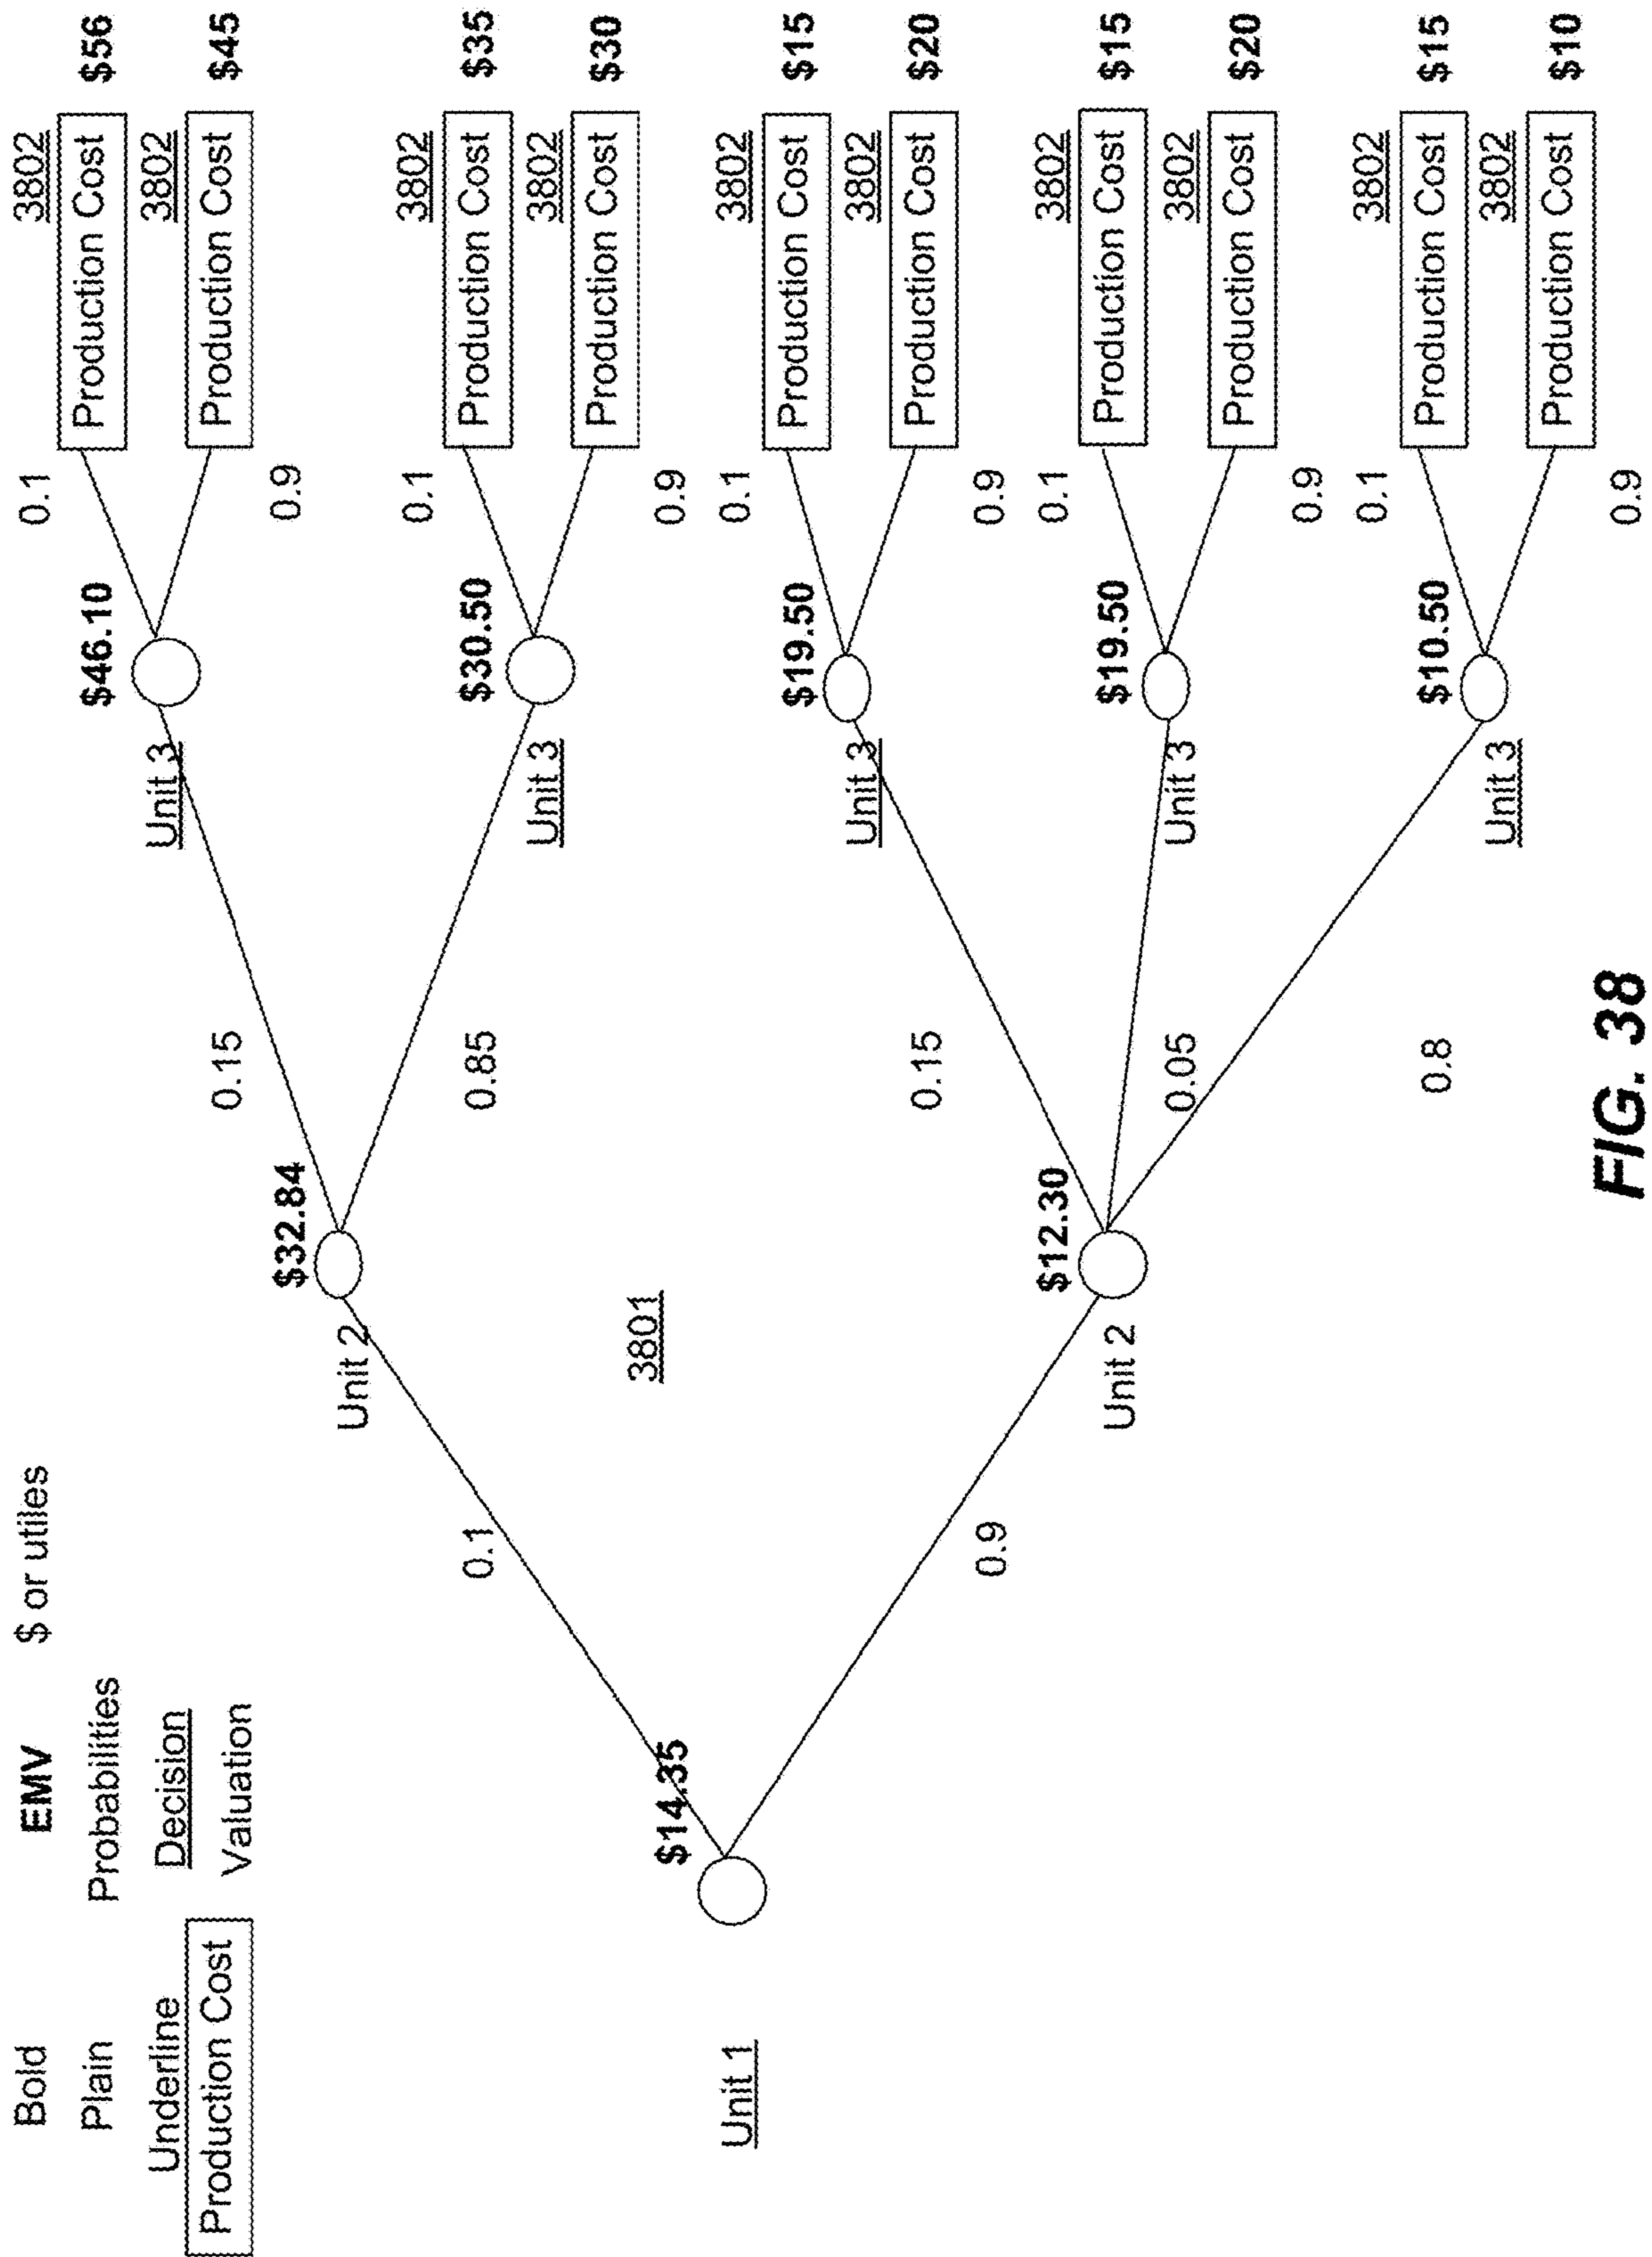 Bold EMV $ or utiles
Plain Probabilities
Underline Decision
Production Cost Valuation
3802
0.1 Production Cost $56
$46.10
3802
Unit 3 Production Cost $45
0.15 0.9
$32.84
Unit 2
3802
0.1 Production Cost $35
0.1 0.85 $30.50
3802
Unit 3 Production Cost $30
3801 0.9
$14.35
Unit 1
3802
0.1 Production Cost $15
$19.50
3802
Unit 3 Production Cost $20
0.15 0.9
0.9
$12.30
Unit 2
3802
0.1 Production Cost $15
$19.50
3802
Unit 3 Production Cost $20
0.05 0.9
3802
0.1 Production Cost $15
$10.50
0.8
3802
Unit 3 Production Cost $10
0.9
FIG. 38